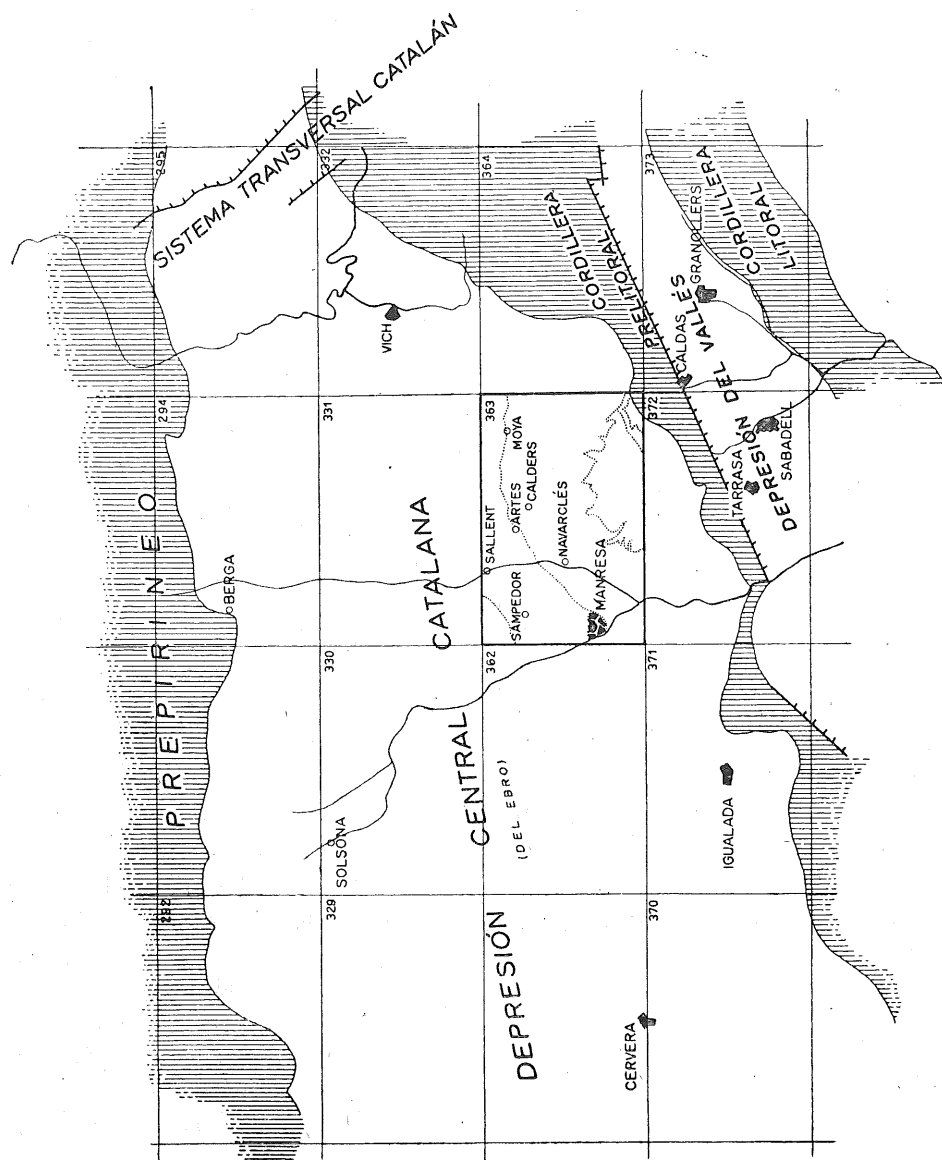 PREPIRINEO
SISTEMA TRANSVERSAL CATALÁN
292
294
295
BERGA
SOLSONA
329
330
331
332
VICH
DEPRESIÓN
CENTRAL
CATALANA
(DEL EBRO)
362
363
364
SALLENT
SAMPEDOR
ARTES
MOYA
CALDERS
NAVARCLÉS
MANRESA
CORDILLERA
PRELITORAL
CERVERA
370
371
372
373
IGUALADA
TARRASA
SABADELL
CALDAS
GRANOLLERS
DEPRESIÓN DEL VALLÉS
CORDILLERA
LITORAL